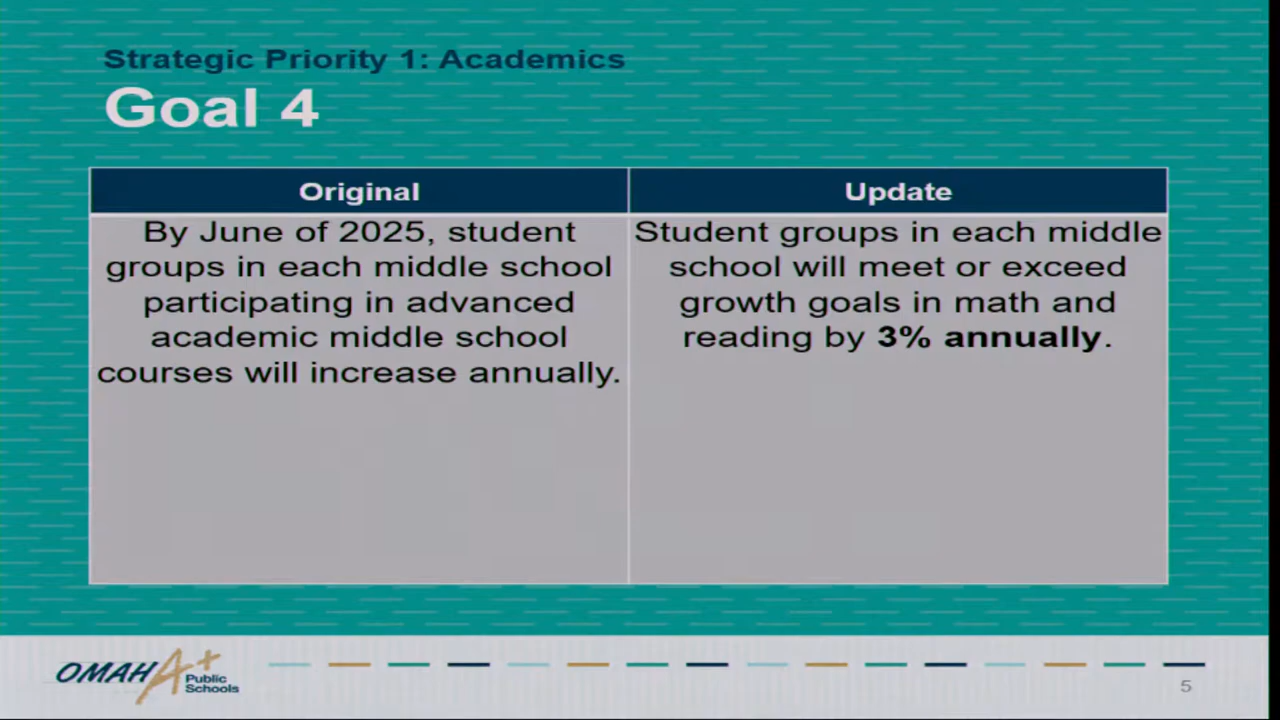 Strategic Priority 1: Academics
Goal 4
Original
Update
By June of 2025, student
groups in each middle school
participating in advanced
academic middle school
courses will increase annually.
Student groups in each middle
school will meet or exceed
growth goals in math and
reading by 3% annually.
OMAHA+
Public
Schools
5